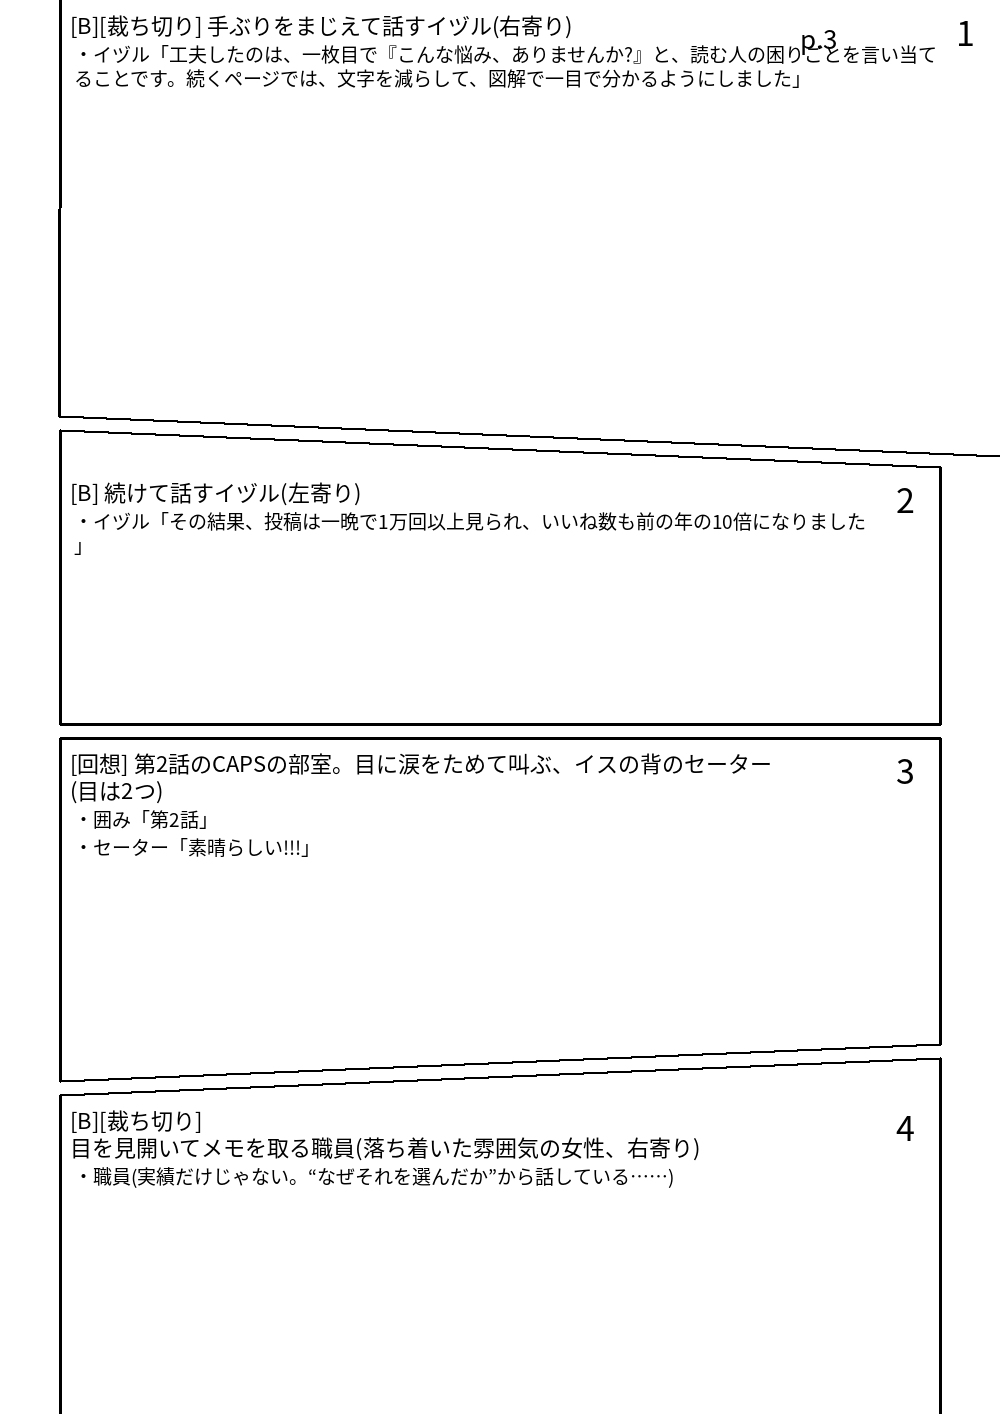 [B][裁ち切り] 手ぶりをまじえて話すイヅル(右寄り)
p.3
1
・イヅル「工夫したのは、一枚目で『こんな悩み、ありませんか?』と、読む人の困りごとを言い当て
ることです。続くページでは、文字を減らして、図解で一目で分かるようにしました」
[B] 続けて話すイヅル(左寄り)
2
・イヅル「その結果、投稿は一晩で1万回以上見られ、いいね数も前の年の10倍になりました
」
[回想] 第2話のCAPSの部室。目に涙をためて叫ぶ、イスの背のセーター
3
(目は2つ)
・囲み「第2話」
・セーター「素晴らしい!!!」
[B][裁ち切り]
4
目を見開いてメモを取る職員(落ち着いた雰囲気の女性、右寄り)
・職員(実績だけじゃない。“なぜそれを選んだか”から話している……)